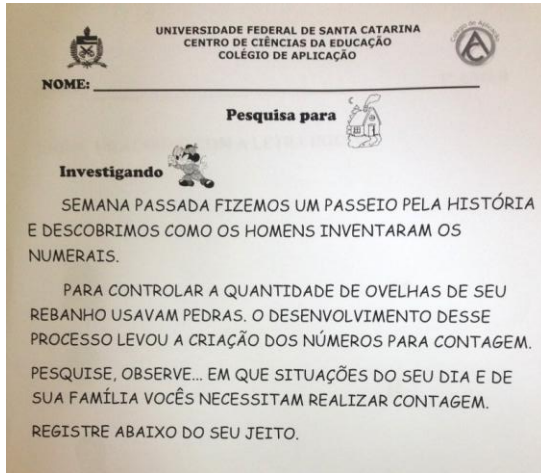 UNIVERSIDADE FEDERAL DE SANTA CATARINA
CENTRO DE CIÊNCIAS DA EDUCAÇÃO
COLÉGIO DE APLICAÇÃO
Colégio de Aplicação
NOME:
Pesquisa para
Investigando
SEMANA PASSADA FIZEMOS UM PASSEIO PELA HISTÓRIA
E DESCOBRIMOS COMO OS HOMENS INVENTARAM OS
NUMERAIS.
PARA CONTROLAR A QUANTIDADE DE OVELHAS DE SEU
REBANHO USAVAM PEDRAS. O DESENVOLVIMENTO DESSE
PROCESSO LEVOU A CRIAÇÃO DOS NÚMEROS PARA CONTAGEM.
PESQUISE, OBSERVE... EM QUE SITUAÇÕES DO SEU DIA E DE
SUA FAMÍLIA VOCÊS NECESSITAM REALIZAR CONTAGEM.
REGISTRE ABAIXO DO SEU JEITO.